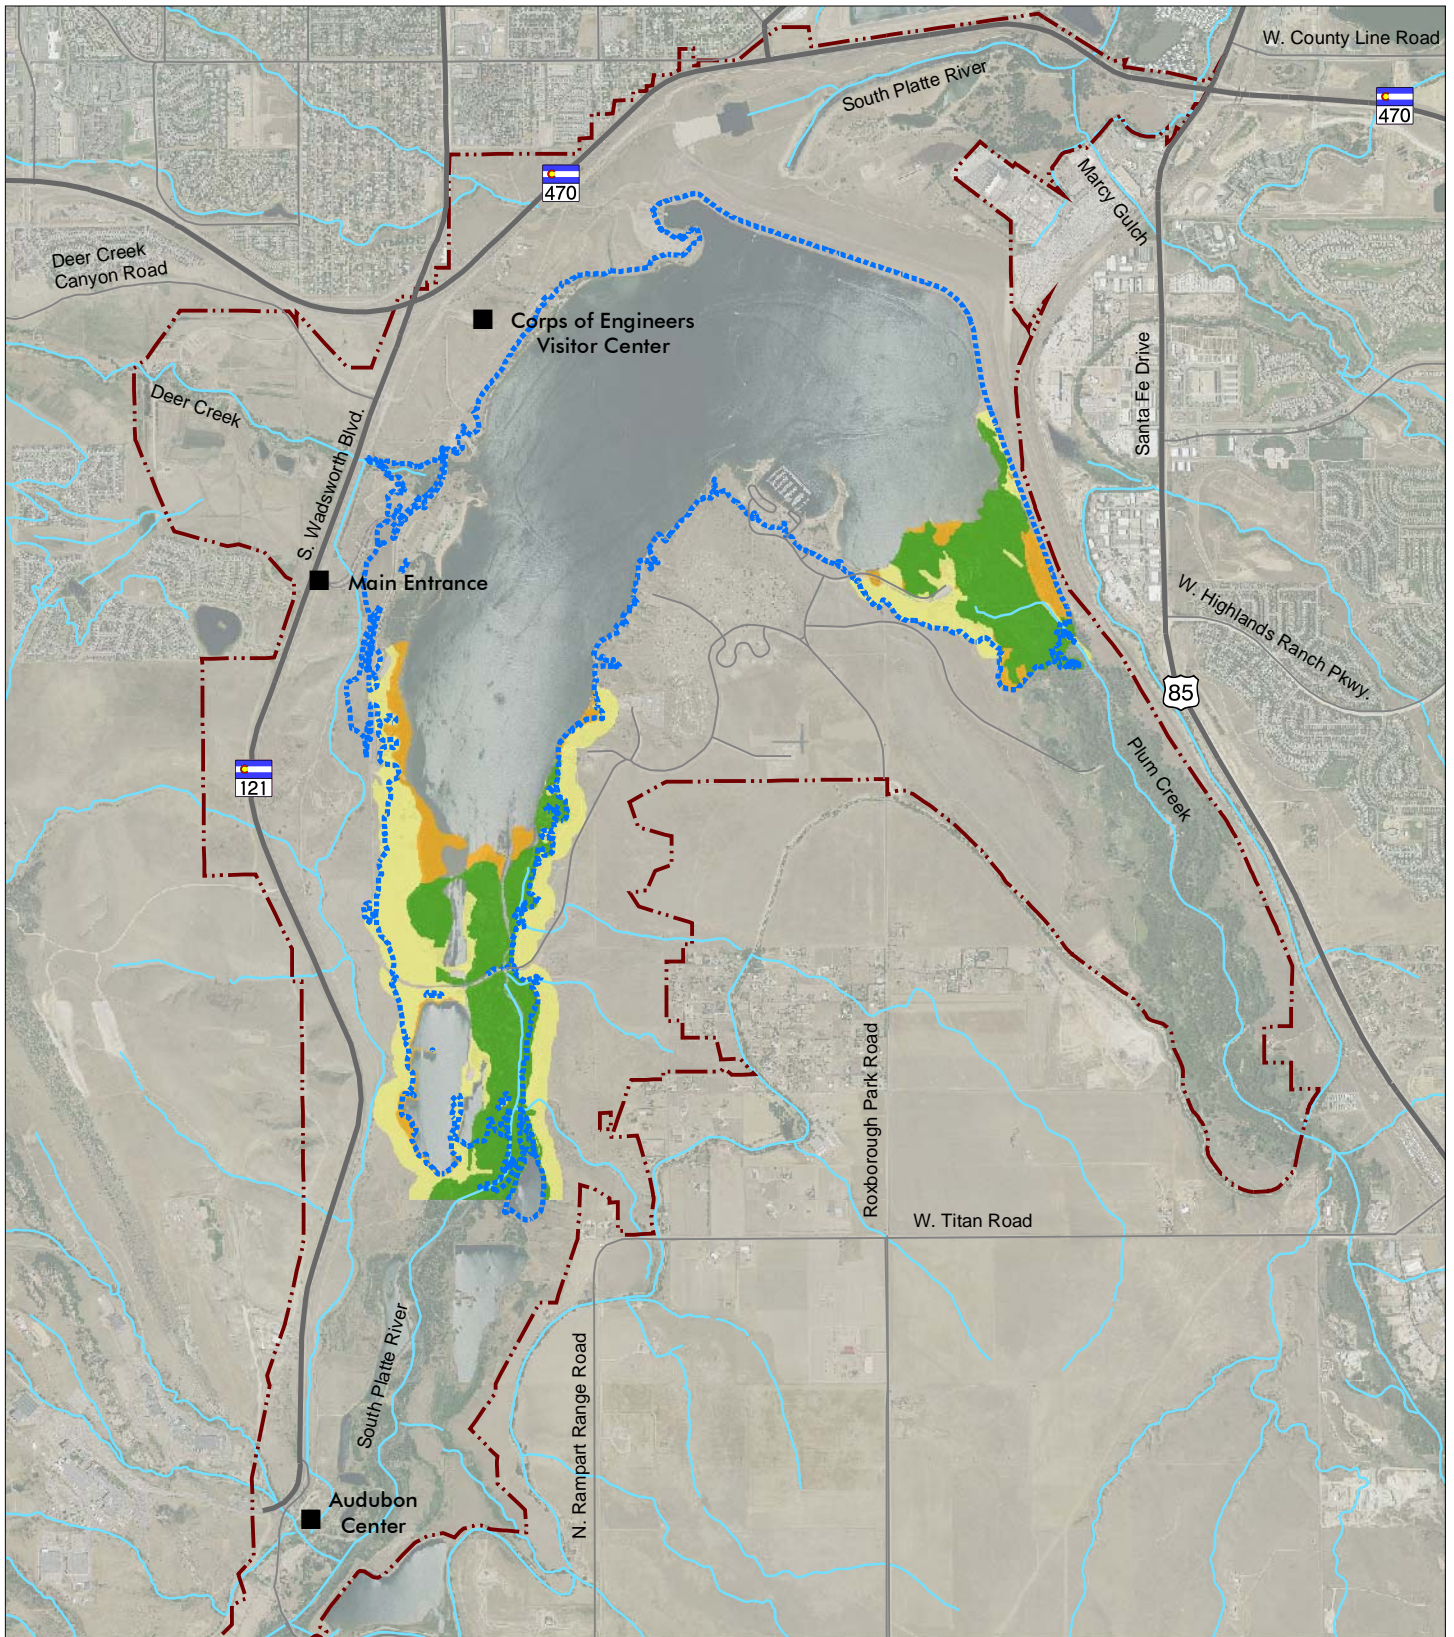 W. County Line Road
South Platte River
470
470
Marcy Gulch
Deer Creek
Canyon Road
Corps of Engineers
Visitor Center
Deer Creek
Santa Fe Drive
S. Wadsworth Blvd.
Main Entrance
W. Highlands Ranch Pkwy.
85
121
Plum Creek
Roxborough Park Road
W. Titan Road
South Platte River
N. Rampart Range Road
Audubon
Center